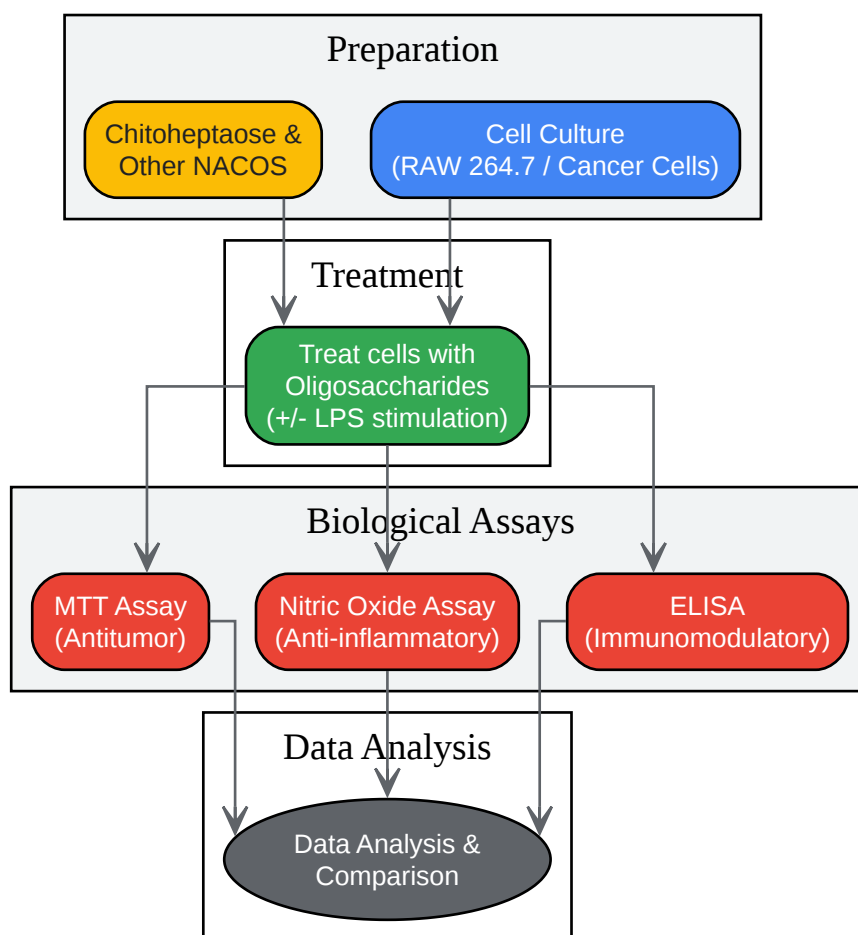 Preparation
Chitoheptaose &
Other NACOS
Cell Culture
(RAW 264.7 / Cancer Cells)
Treatment
Treat cells with
Oligosaccharides
(+/- LPS stimulation)
Biological Assays
MTT Assay
(Antitumor)
Nitric Oxide Assay
(Anti-inflammatory)
ELISA
(Immunomodulatory)
Data Analysis
Data Analysis &
Comparison